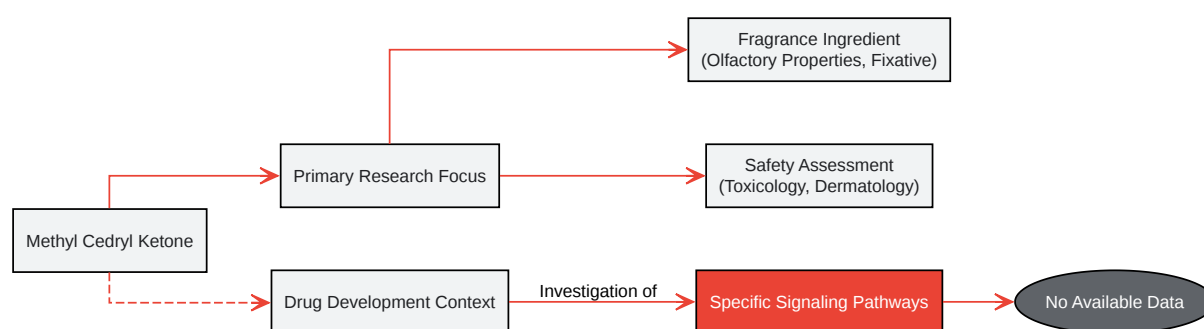 Fragrance Ingredient
(Olfactory Properties, Fixative)
Primary Research Focus
Safety Assessment
(Toxicology, Dermatology)
Methyl Cedryl Ketone
Drug Development Context
Investigation of
Specific Signaling Pathways
No Available Data